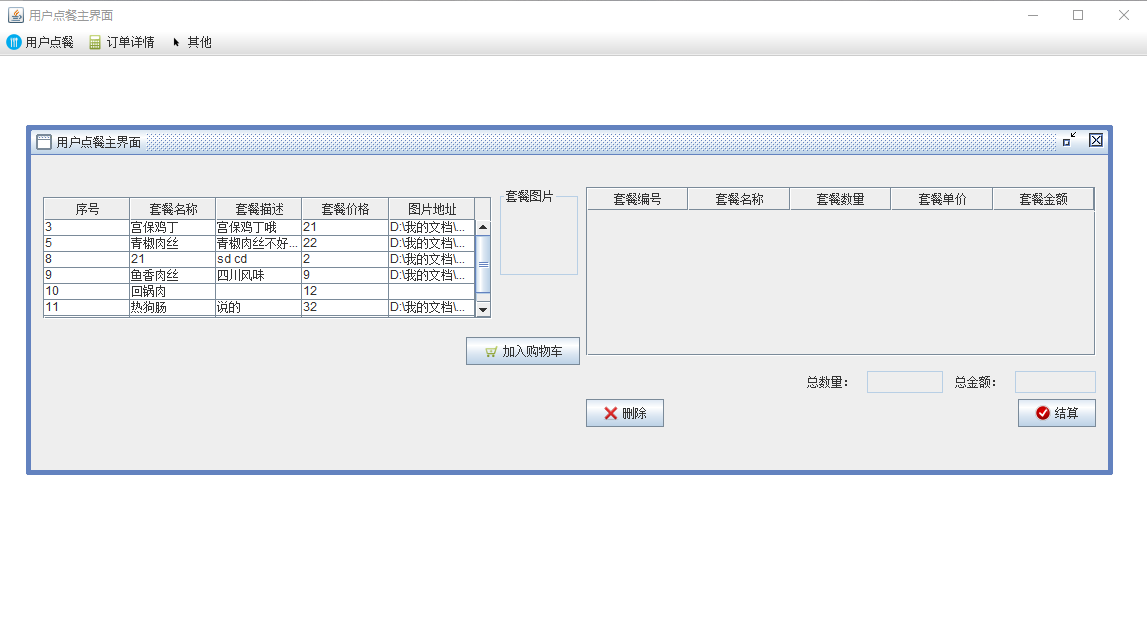 用户点餐主界面
用户点餐 订单详情 其他
用户点餐主界面
序号 套餐名称 套餐描述 套餐价格 图片地址
3 宫保鸡丁 宫保鸡丁哦 21 D:\我的文档\...
5 青椒肉丝 青椒肉丝不好... 22 D:\我的文档\...
8 21 sd cd 2 D:\我的文档\...
9 鱼香肉丝 四川风味 9 D:\我的文档\...
10 回锅肉 12
11 热狗肠 说的 32 D:\我的文档\...
套餐图片
加入购物车
套餐编号 套餐名称 套餐数量 套餐单价 套餐金额
总数量： 总金额：
删除 结算